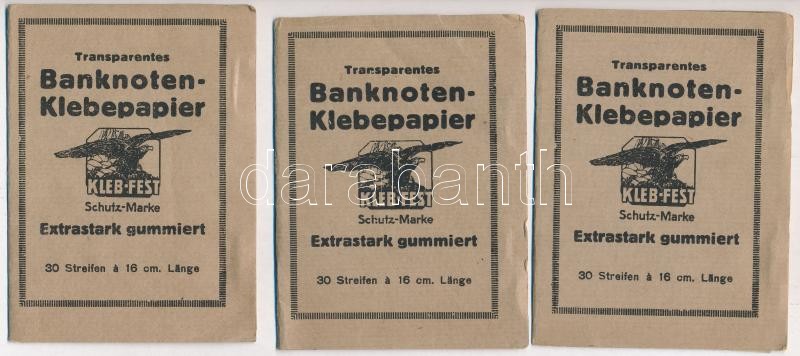 Transparentes
Banknoten-
Klebepapier
KLEB-FEST
Schutz-Marke
Extrastark gummiert
30 Streifen à 16 cm. Länge
Transparentes
Banknoten-
Klebepapier
KLEB-FEST
Schutz-Marke
Extrastark gummiert
30 Streifen à 16 cm. Länge
Transparentes
Banknoten-
Klebepapier
KLEB-FEST
Schutz-Marke
Extrastark gummiert
30 Streifen à 16 cm. Länge
darabanth